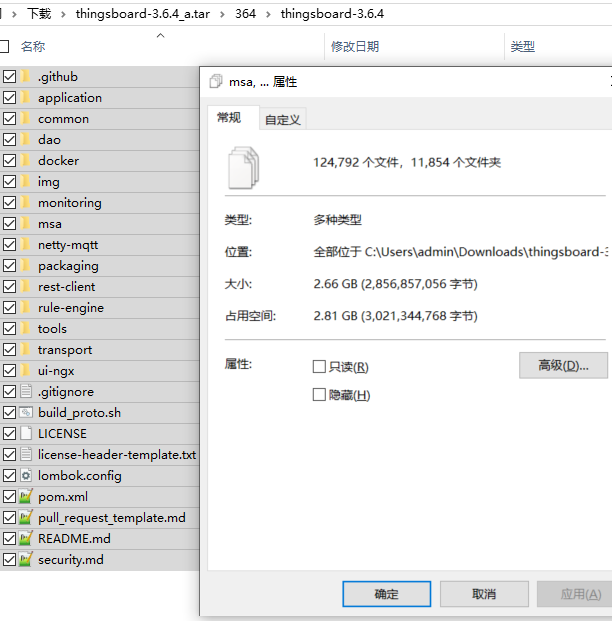 下载 > thingsboard-3.6.4_a.tar > 364 > thingsboard-3.6.4
名称 修改日期 类型
.github
application
common
dao
docker
img
monitoring
msa
netty-mqtt
packaging
rest-client
rule-engine
tools
transport
ui-ngx
.gitignore
build_proto.sh
LICENSE
license-header-template.txt
lombok.config
pom.xml
pull_request_template.md
README.md
security.md
msa, ... 属性
常规 自定义
124,792 个文件，11,854 个文件夹
类型: 多种类型
位置: 全部位于 C:\Users\admin\Downloads\thingsboard-3
大小: 2.66 GB (2,856,857,056 字节)
占用空间: 2.81 GB (3,021,344,768 字节)
属性: 只读(R) 高级(D)...
隐藏(H)
确定 取消 应用(A)